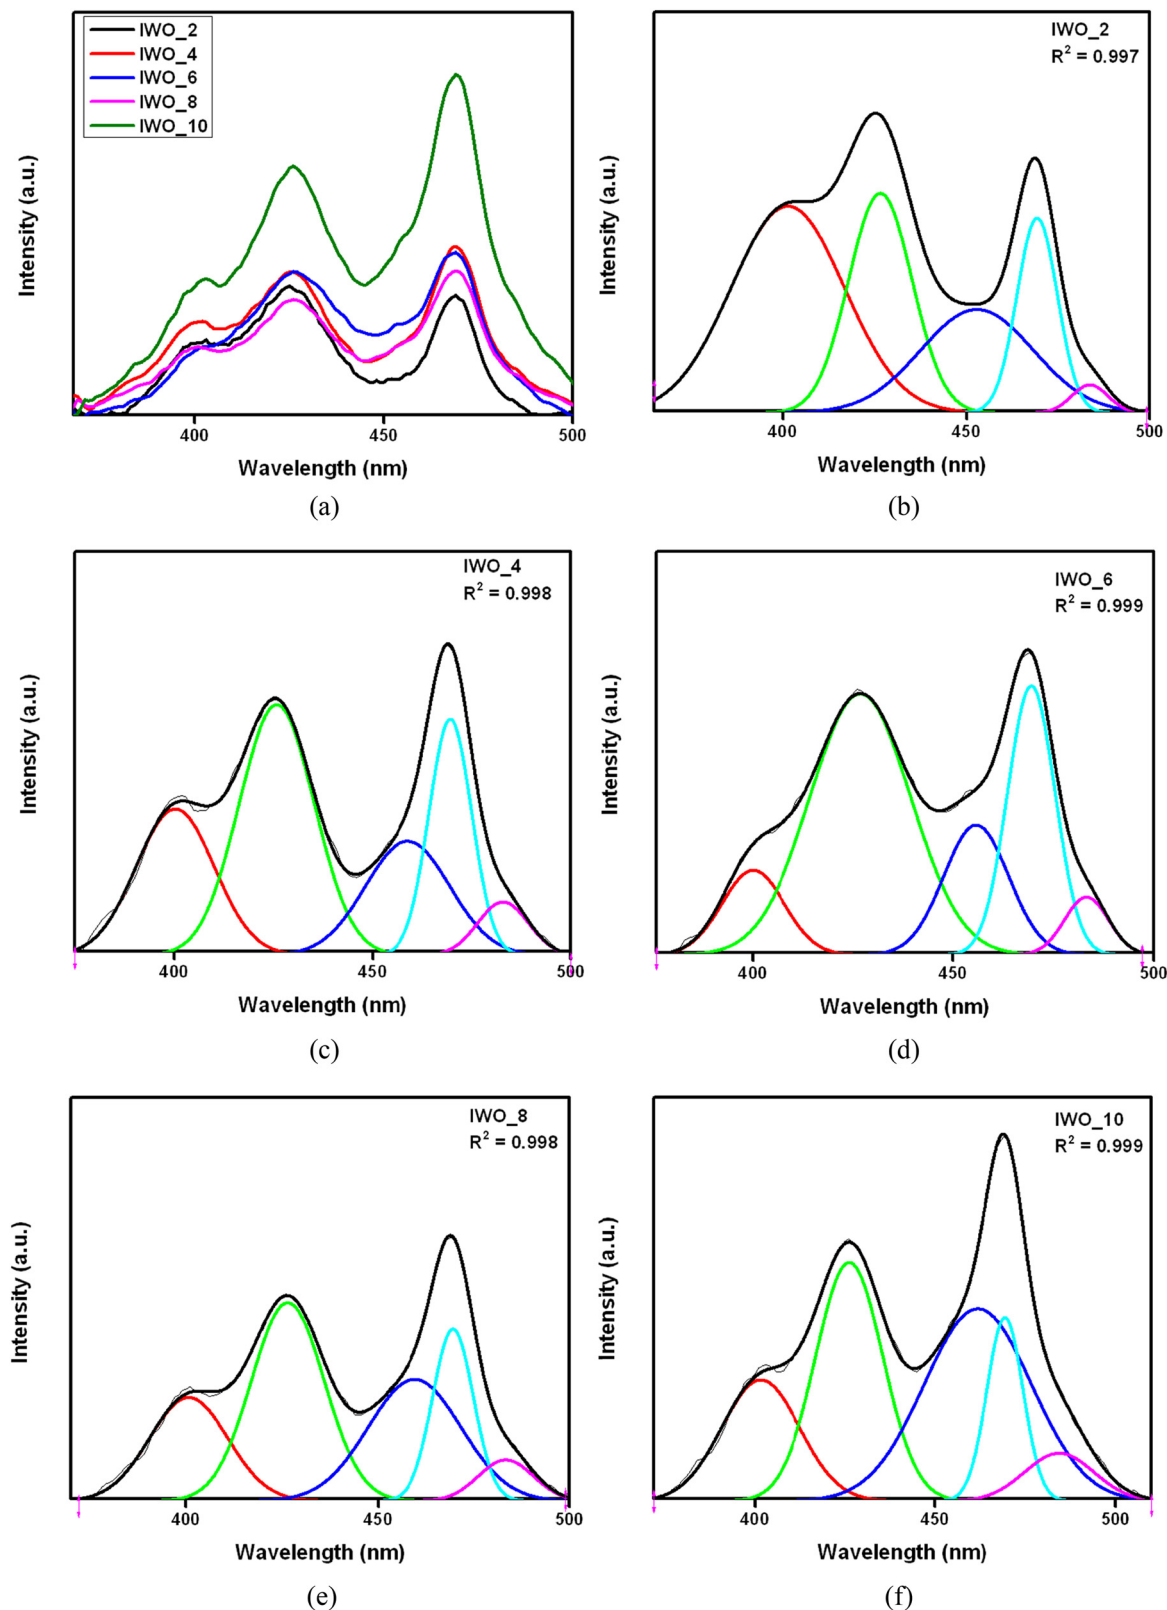 IWO_2
IWO_4
IWO_6
IWO_8
IWO_10
Intensity (a.u.)
400
450
500
Wavelength (nm)
(a)
IWO_2
R² = 0.997
Intensity (a.u.)
400
450
500
Wavelength (nm)
(b)
IWO_4
R² = 0.998
Intensity (a.u.)
400
450
500
Wavelength (nm)
(c)
IWO_6
R² = 0.999
Intensity (a.u.)
400
450
500
Wavelength (nm)
(d)
IWO_8
R² = 0.998
Intensity (a.u.)
400
450
500
Wavelength (nm)
(e)
IWO_10
R² = 0.999
Intensity (a.u.)
400
450
500
Wavelength (nm)
(f)